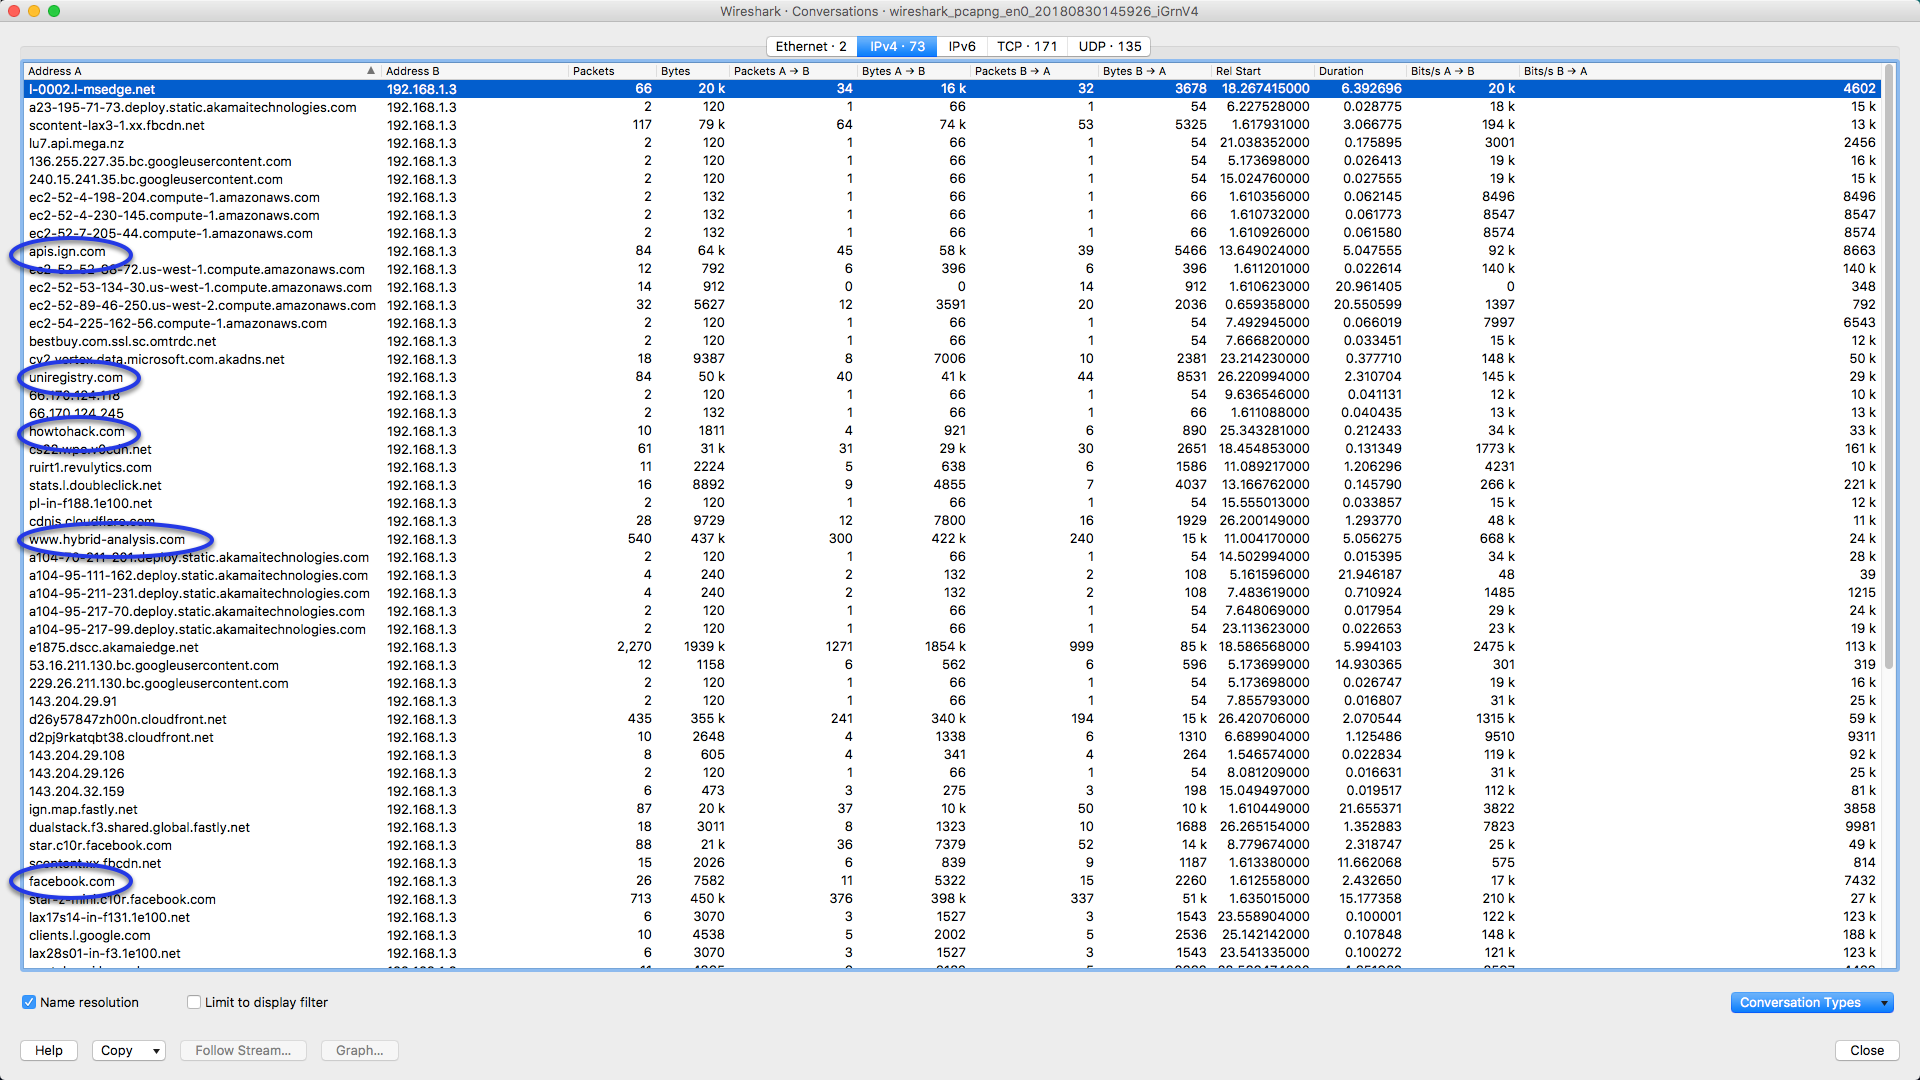 Wireshark · Conversations · wireshark_pcapng_en0_20180830145926_iGrnV4
Ethernet · 2 IPv4 · 73 IPv6 TCP · 171 UDP · 135
Address A Address B Packets Bytes Packets A → B Bytes A → B Packets B → A Bytes B → A Rel Start Duration Bits/s A → B Bits/s B → A
l-0002.l-msedge.net 192.168.1.3 66 20 k 34 16 k 32 3678 18.267415000 6.392696 20 k 4602
a23-195-71-73.deploy.static.akamaitechnologies.com 192.168.1.3 2 120 1 66 1 54 6.227528000 0.028775 18 k 15 k
scontent-lax3-1.xx.fbcdn.net 192.168.1.3 117 79 k 64 74 k 53 5325 1.617931000 3.066775 194 k 13 k
lu7.api.mega.nz 192.168.1.3 2 120 1 66 1 54 21.038352000 0.175895 3001 2456
136.255.227.35.bc.googleusercontent.com 192.168.1.3 2 120 1 66 1 54 5.173698000 0.026413 19 k 16 k
240.15.241.35.bc.googleusercontent.com 192.168.1.3 2 120 1 66 1 54 15.024760000 0.027555 19 k 15 k
ec2-52-4-198-204.compute-1.amazonaws.com 192.168.1.3 2 132 1 66 1 66 1.610356000 0.062145 8496 8496
ec2-52-4-230-145.compute-1.amazonaws.com 192.168.1.3 2 132 1 66 1 66 1.610732000 0.061773 8547 8547
ec2-52-7-205-44.compute-1.amazonaws.com 192.168.1.3 2 132 1 66 1 66 1.610926000 0.061580 8574 8574
apis.ign.com 192.168.1.3 84 64 k 45 58 k 39 5466 13.649024000 5.047555 92 k 8663
ec2-52-52-88-72.us-west-1.compute.amazonaws.com 192.168.1.3 12 792 6 396 6 396 1.611201000 0.022614 140 k 140 k
ec2-52-53-134-30.us-west-1.compute.amazonaws.com 192.168.1.3 14 912 0 0 14 912 1.610623000 20.961405 0 348
ec2-52-89-46-250.us-west-2.compute.amazonaws.com 192.168.1.3 32 5627 12 3591 20 2036 0.659358000 20.550599 1397 792
ec2-54-225-162-56.compute-1.amazonaws.com 192.168.1.3 2 120 1 66 1 54 7.492945000 0.066019 7997 6543
bestbuy.com.ssl.sc.omtrdc.net 192.168.1.3 2 120 1 66 1 54 7.666820000 0.033451 15 k 12 k
cy2.vortex.data.microsoft.com.akadns.net 192.168.1.3 18 9387 8 7006 10 2381 23.214230000 0.377710 148 k 50 k
uniregistry.com 192.168.1.3 84 50 k 40 41 k 44 8531 26.220994000 2.310704 145 k 29 k
66.170.124.118 192.168.1.3 2 120 1 66 1 54 9.636546000 0.041131 12 k 10 k
66.170.124.245 192.168.1.3 2 132 1 66 1 66 1.611088000 0.040435 13 k 13 k
howtohack.com 192.168.1.3 10 1811 4 921 6 890 25.343281000 0.212433 34 k 33 k
cs22.wpc.v0cdn.net 192.168.1.3 61 31 k 31 29 k 30 2651 18.454853000 0.131349 1773 k 161 k
ruirt1.revulytics.com 192.168.1.3 11 2224 5 638 6 1586 11.089217000 1.206296 4231 10 k
stats.l.doubleclick.net 192.168.1.3 16 8892 9 4855 7 4037 13.166762000 0.145790 266 k 221 k
pl-in-f188.1e100.net 192.168.1.3 2 120 1 66 1 54 15.555013000 0.033857 15 k 12 k
cdnjs.cloudflare.com 192.168.1.3 28 9729 12 7800 16 1929 26.200149000 1.293770 48 k 11 k
www.hybrid-analysis.com 192.168.1.3 540 437 k 300 422 k 240 15 k 11.004170000 5.056275 668 k 24 k
a104-70-211-201.deploy.static.akamaitechnologies.com 192.168.1.3 2 120 1 66 1 54 14.502994000 0.015395 34 k 28 k
a104-95-111-162.deploy.static.akamaitechnologies.com 192.168.1.3 4 240 2 132 2 108 5.161596000 21.946187 48 39
a104-95-211-231.deploy.static.akamaitechnologies.com 192.168.1.3 4 240 2 132 2 108 7.483619000 0.710924 1485 1215
a104-95-217-70.deploy.static.akamaitechnologies.com 192.168.1.3 2 120 1 66 1 54 7.648069000 0.017954 29 k 24 k
a104-95-217-99.deploy.static.akamaitechnologies.com 192.168.1.3 2 120 1 66 1 54 23.113623000 0.022653 23 k 19 k
e1875.dscc.akamaiedge.net 192.168.1.3 2,270 1939 k 1271 1854 k 999 85 k 18.586568000 5.994103 2475 k 113 k
53.16.211.130.bc.googleusercontent.com 192.168.1.3 12 1158 6 562 6 596 5.173699000 14.930365 301 319
229.26.211.130.bc.googleusercontent.com 192.168.1.3 2 120 1 66 1 54 5.173698000 0.026747 19 k 16 k
143.204.29.91 192.168.1.3 2 120 1 66 1 54 7.855793000 0.016807 31 k 25 k
d26y57847zh00n.cloudfront.net 192.168.1.3 435 355 k 241 340 k 194 15 k 26.420706000 2.070544 1315 k 59 k
d2pj9rkatqbt38.cloudfront.net 192.168.1.3 10 2648 4 1338 6 1310 6.689904000 1.125486 9510 9311
143.204.29.108 192.168.1.3 8 605 4 341 4 264 1.546574000 0.022834 119 k 92 k
143.204.29.126 192.168.1.3 2 120 1 66 1 54 8.081209000 0.016631 31 k 25 k
143.204.32.159 192.168.1.3 6 473 3 275 3 198 15.049497000 0.019517 112 k 81 k
ign.map.fastly.net 192.168.1.3 87 20 k 37 10 k 50 10 k 1.610449000 21.655371 3822 3858
dualstack.f3.shared.global.fastly.net 192.168.1.3 18 3011 8 1323 10 1688 26.265154000 1.352883 7823 9981
star.c10r.facebook.com 192.168.1.3 88 21 k 36 7379 52 14 k 8.779674000 2.318747 25 k 49 k
scontent.xx.fbcdn.net 192.168.1.3 15 2026 6 839 9 1187 1.613380000 11.662068 575 814
facebook.com 192.168.1.3 26 7582 11 5322 15 2260 1.612558000 2.432650 17 k 7432
star-z-mini.c10r.facebook.com 192.168.1.3 713 450 k 376 398 k 337 51 k 1.635015000 15.177358 210 k 27 k
lax17s14-in-f131.1e100.net 192.168.1.3 6 3070 3 1527 3 1543 23.558904000 0.100001 122 k 123 k
clients.l.google.com 192.168.1.3 10 4538 5 2002 5 2536 25.142142000 0.107848 148 k 188 k
lax28s01-in-f3.1e100.net 192.168.1.3 6 3070 3 1527 3 1543 23.541335000 0.100272 121 k 123 k
Name resolution Limit to display filter Conversation Types
Help Copy Follow Stream... Graph... Close